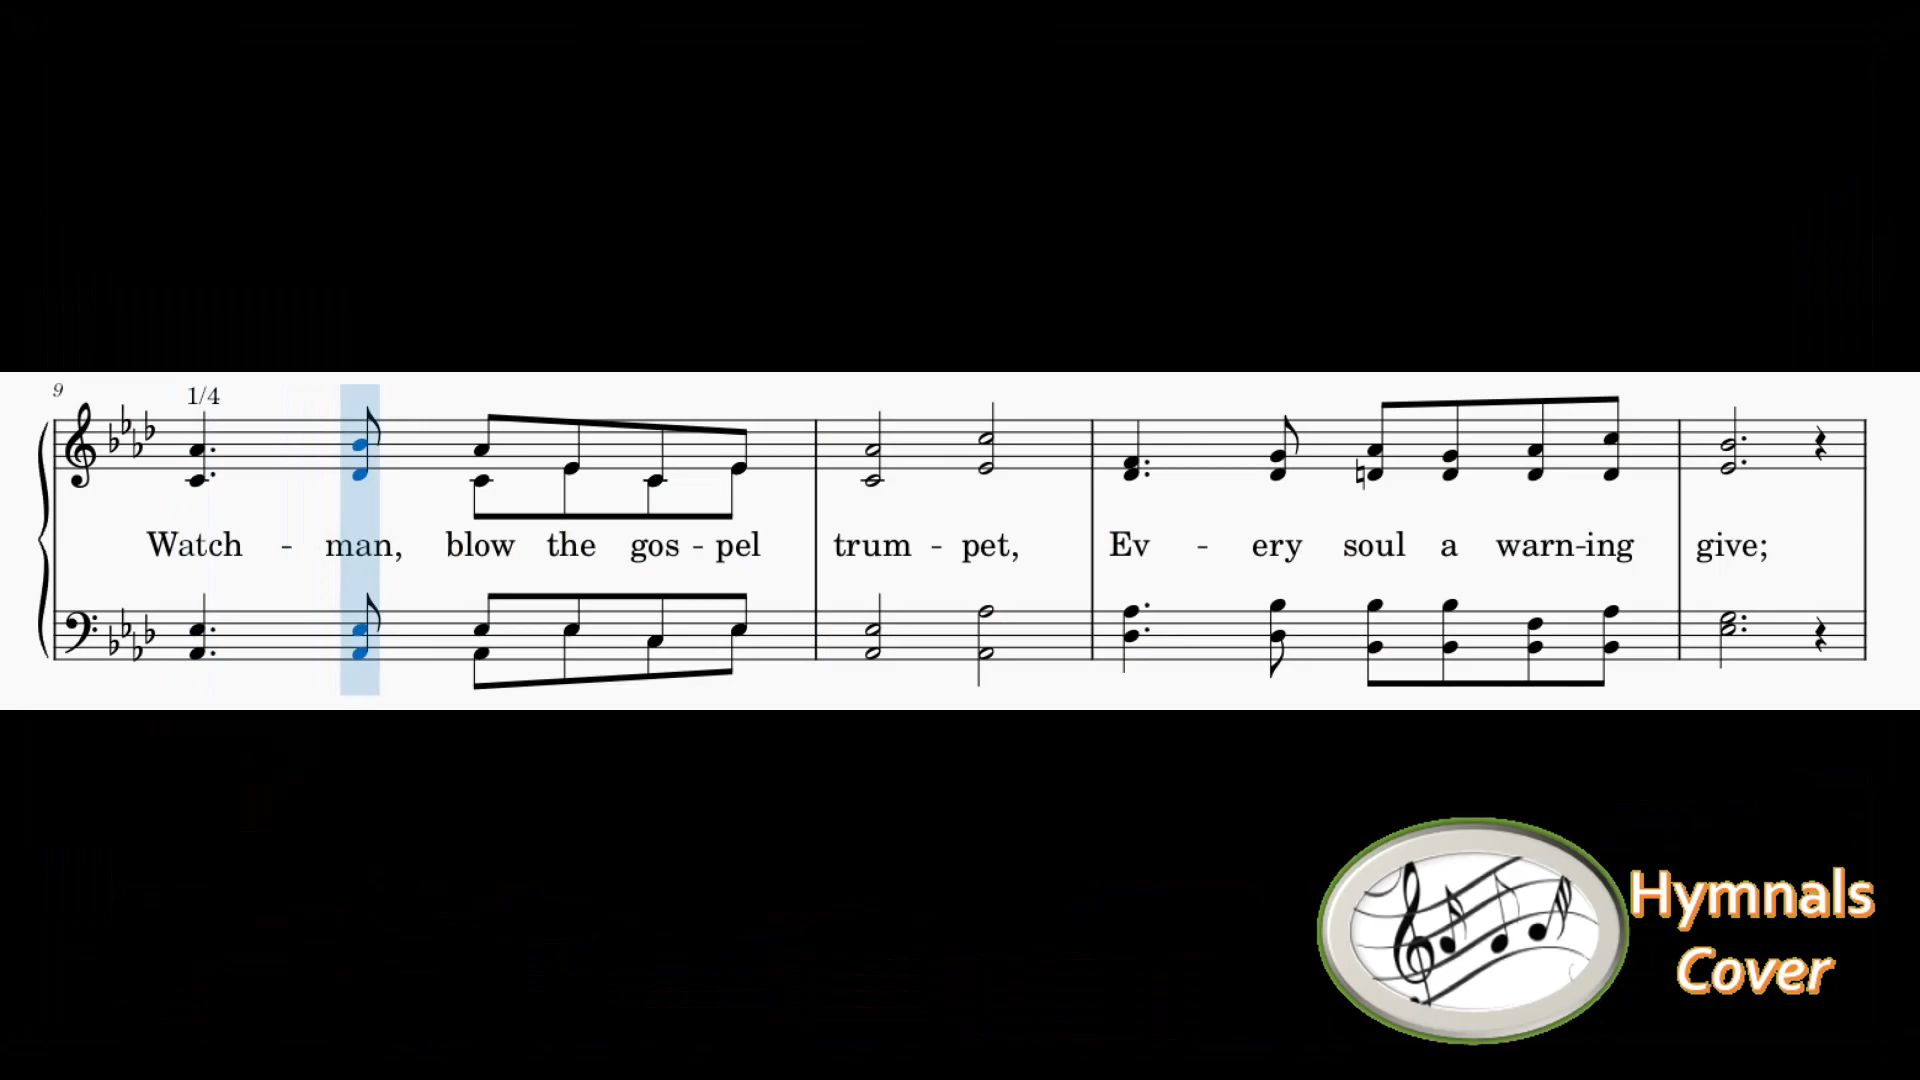 9
1/4
Watch - man, blow the gos - pel trum - pet, Ev - ery soul a warn-ing give;
Hymnals
Cover